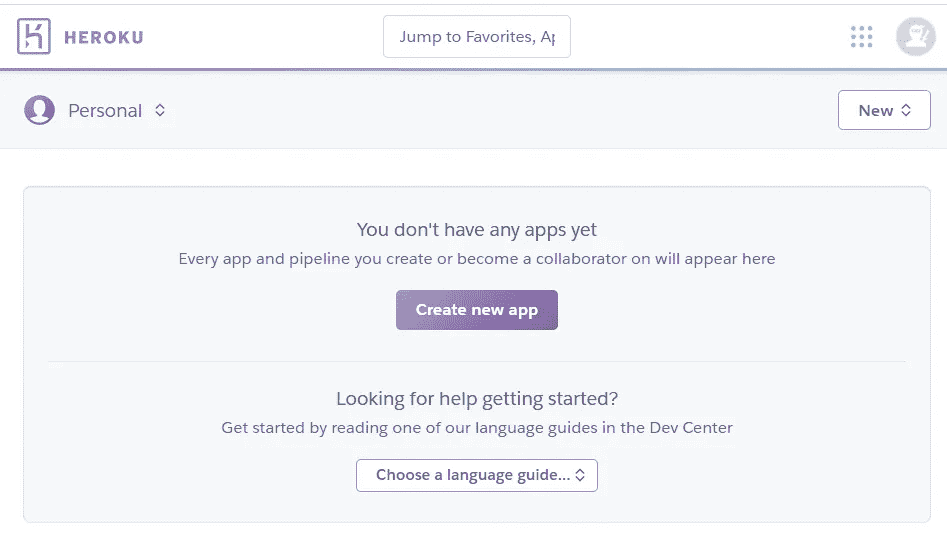 HEROKU
Jump to Favorites, Ap
Personal
New
You don't have any apps yet
Every app and pipeline you create or become a collaborator on will appear here
Create new app
Looking for help getting started?
Get started by reading one of our language guides in the Dev Center
Choose a language guide...